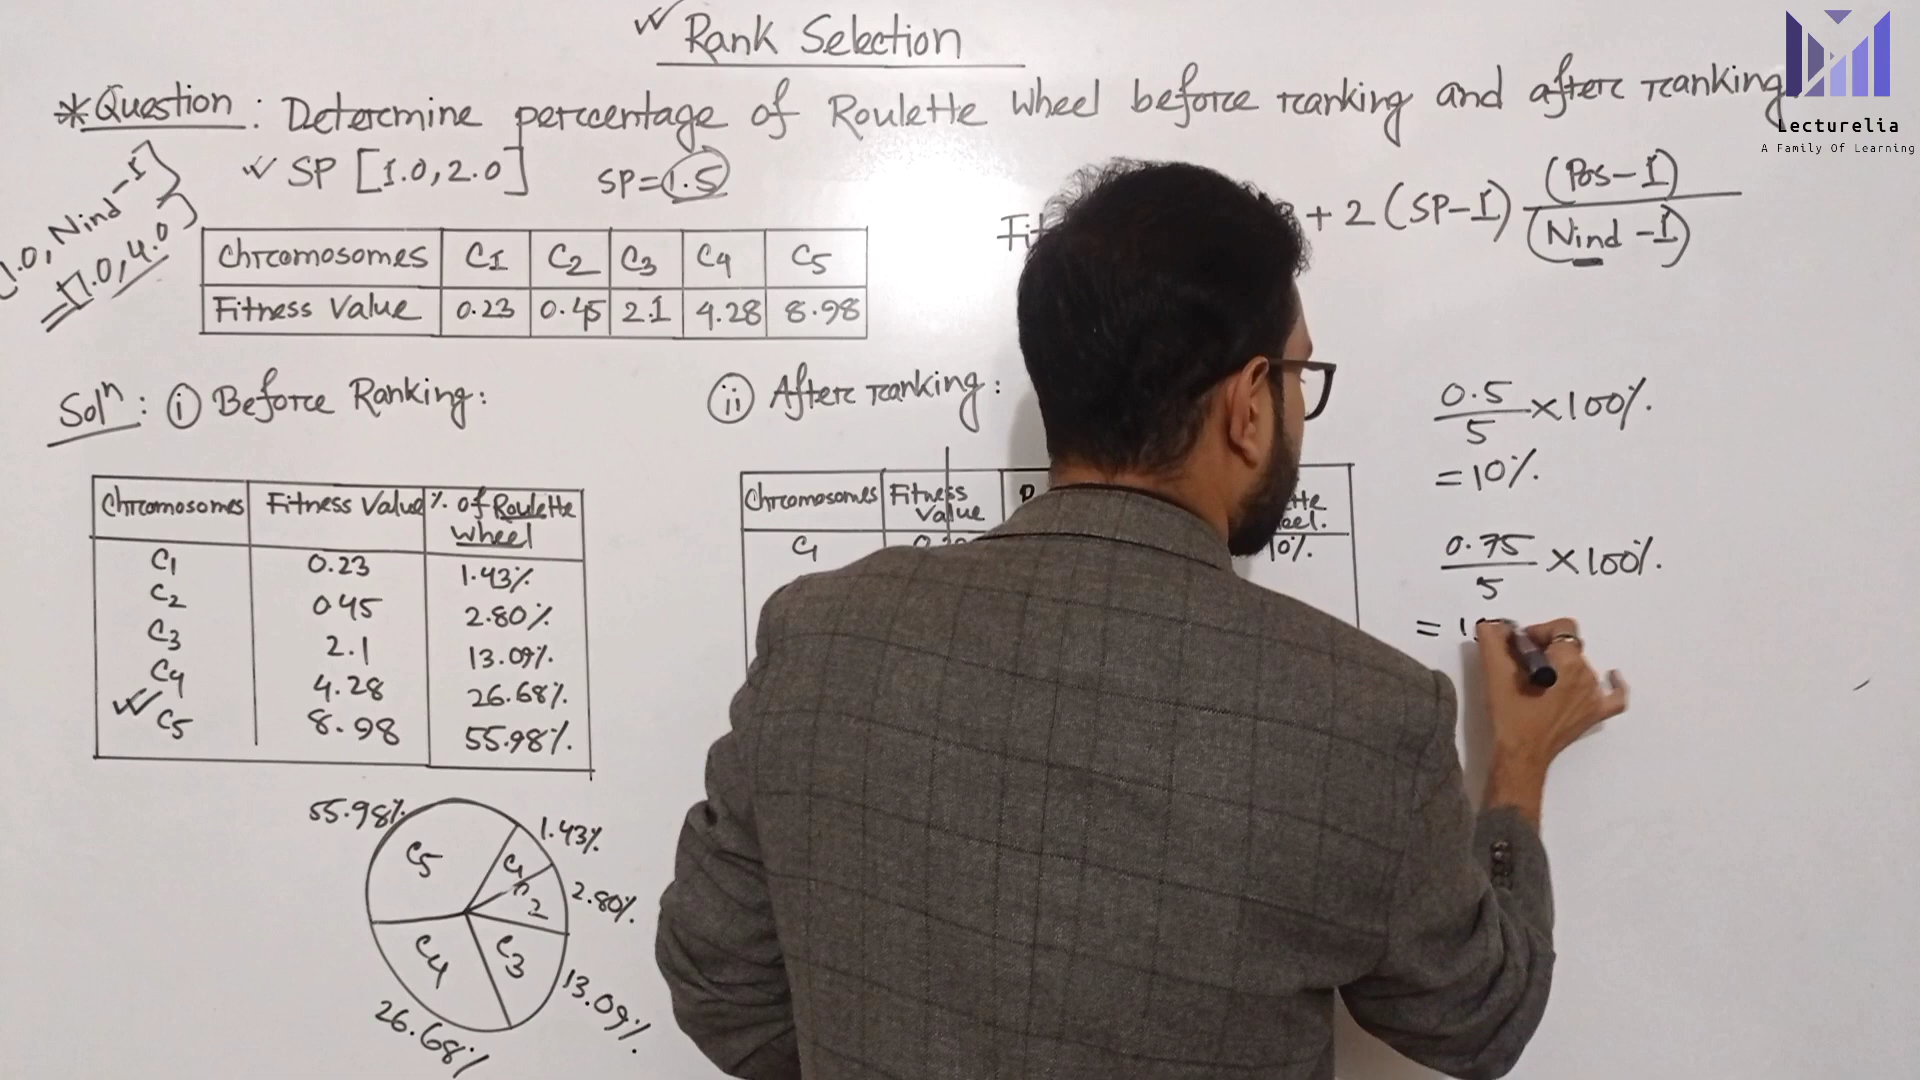 Rank Selection
*Question: Determine percentage of Roulette Wheel before ranking and after ranking.
Lecturelia
A Family Of Learning
SP [1.0, 2.0] SP=1.5
1.0, Nind-1
=[1.0, 4.0
+ 2 (SP-1) (Pos-1)
(Nind-1)
Chromosomes C1 C2 C3 C4 C5
Fitness Value 0.23 0.45 2.1 4.28 8.98
Solⁿ: (i) Before Ranking:
Chromosomes Fitness Value % of Roulette
Wheel
C1 0.23 1.43%
C2 0.45 2.80%
C3 2.1 13.09%
C4 4.28 26.68%
C5 8.98 55.98%
55.98% 1.43%
C5 C1
2.80%
2
C4 C3
13.09%
26.68%
(ii) After ranking:
Chromosomes Fitness
Value
C1 10%
0.5
5 ×100%
=10%
0.75
5 ×100%
=